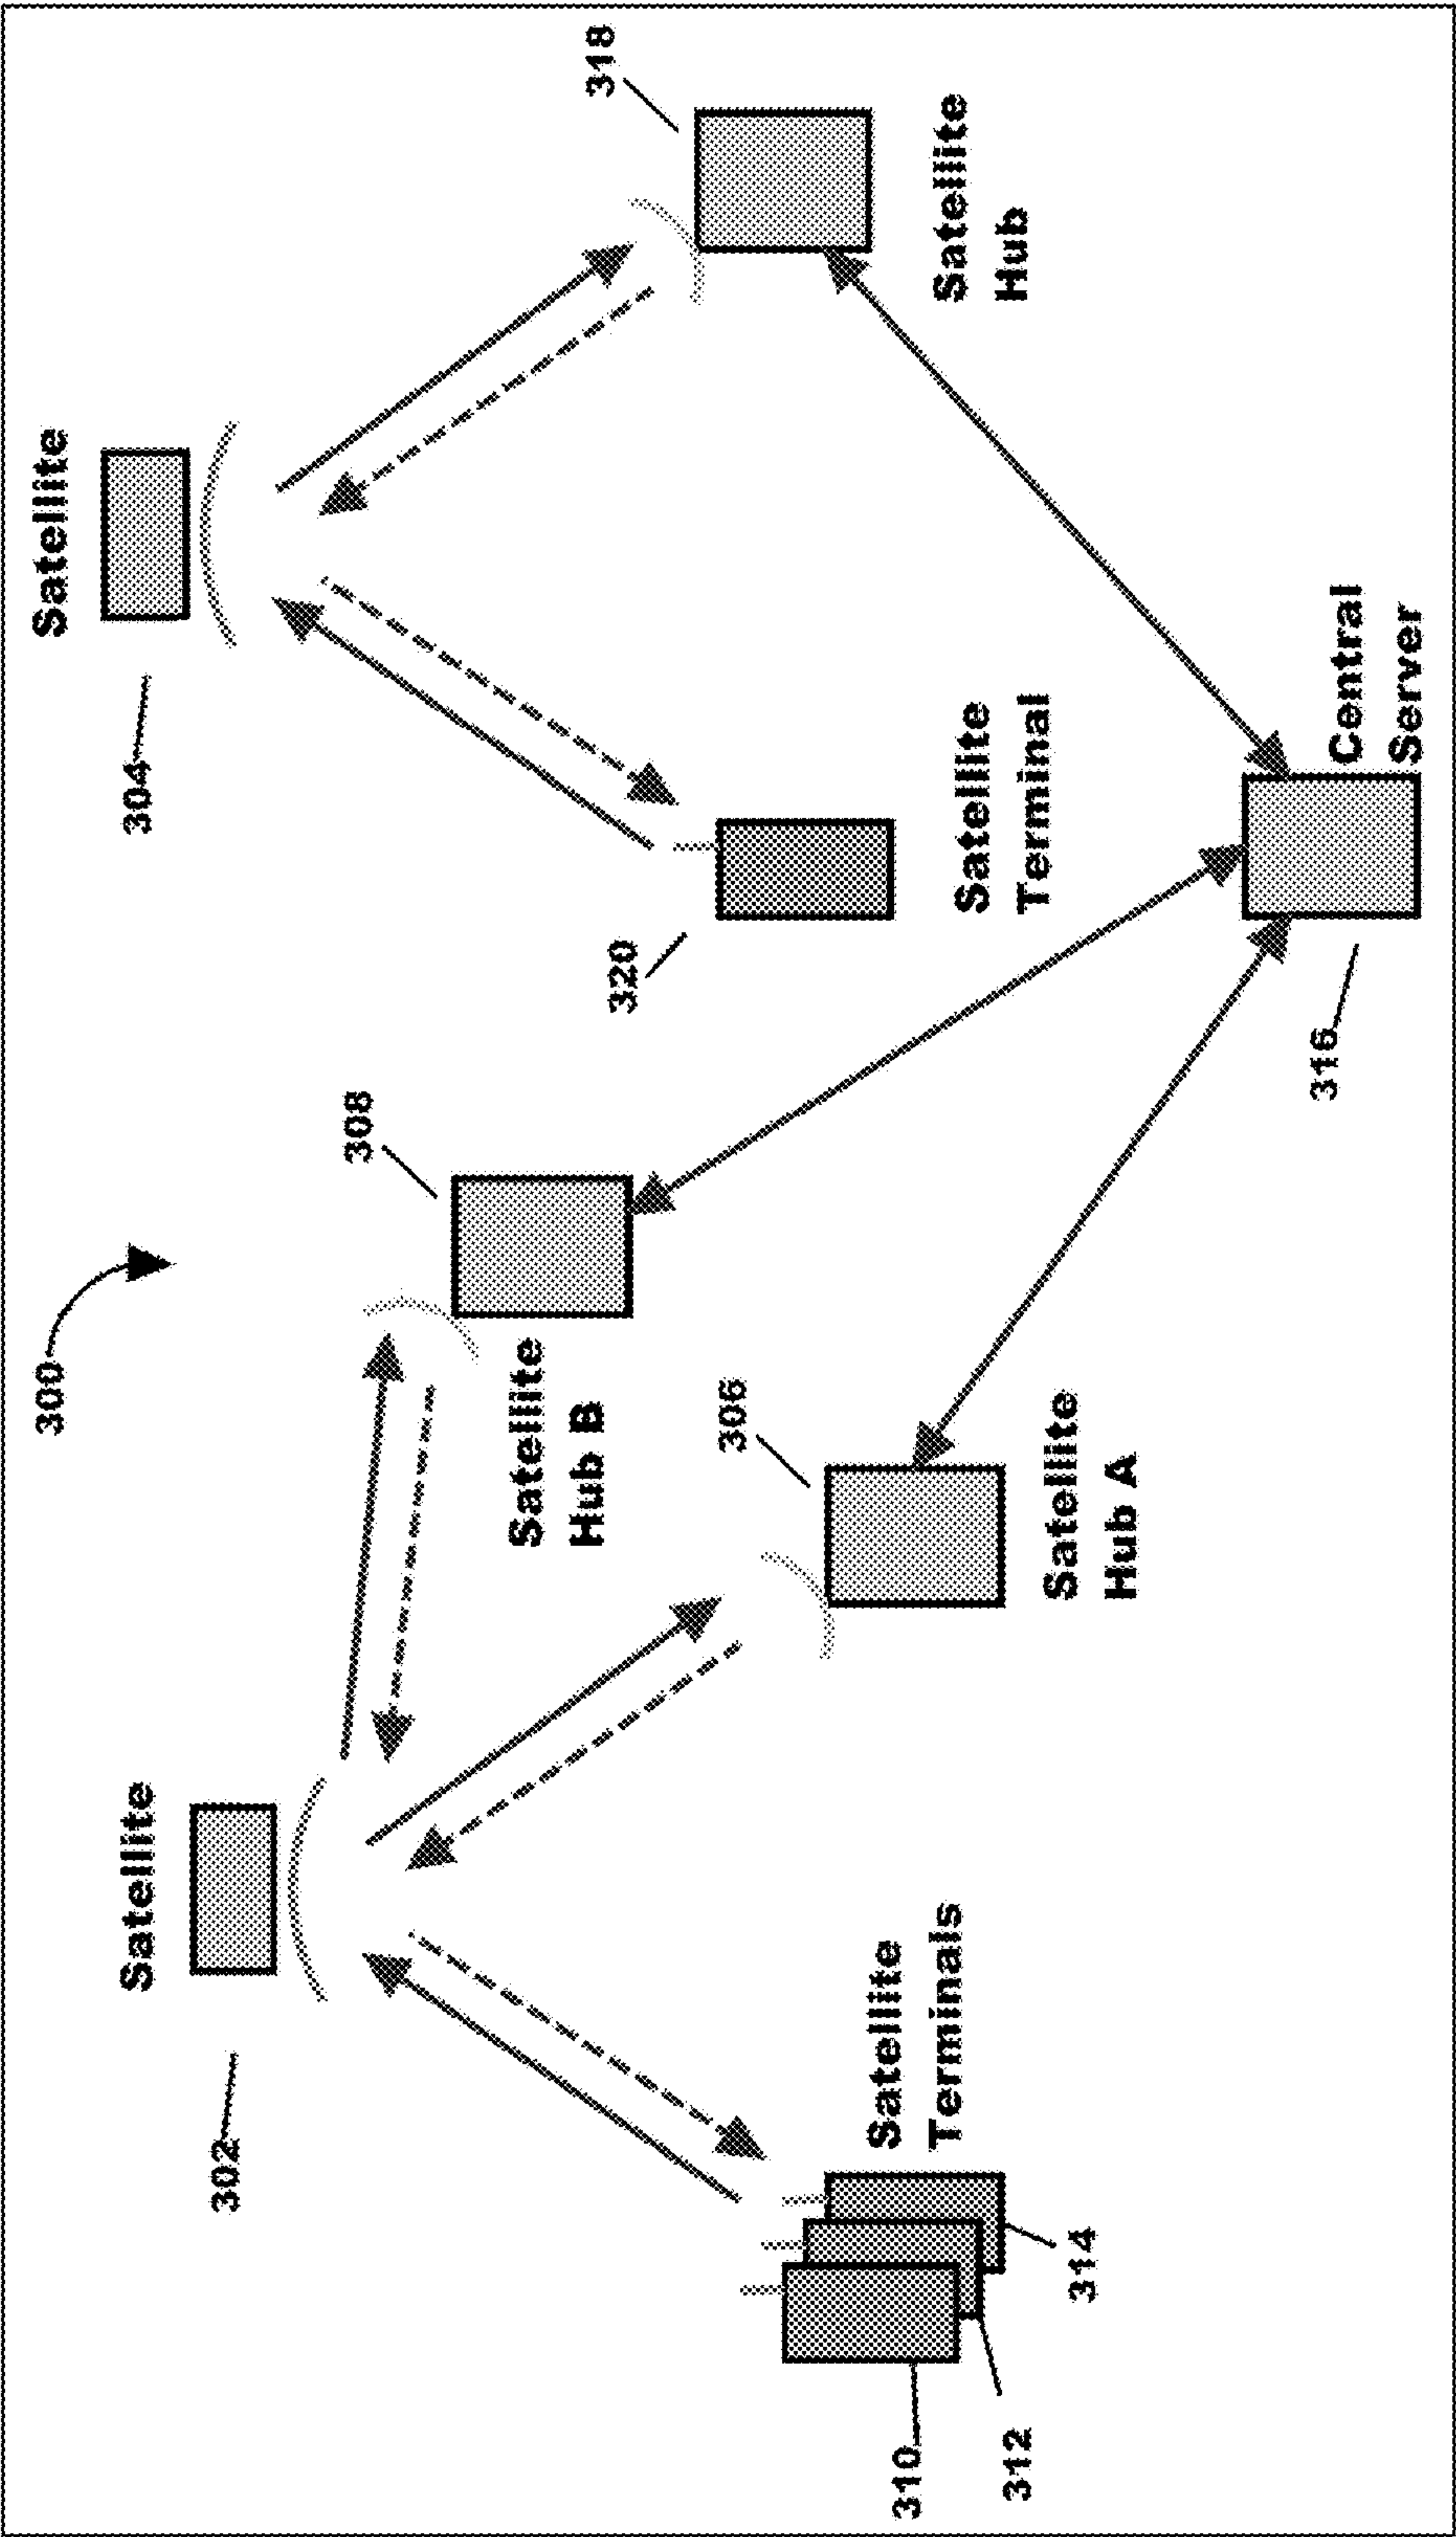 300
Satellite
304
Satellite
302
318
308
320
306
Satellite
Hub B
Satellite
Terminal
Satellite
Hub
Satellite
Hub A
Satellite
Terminals
310
312
314
316
Central
Server